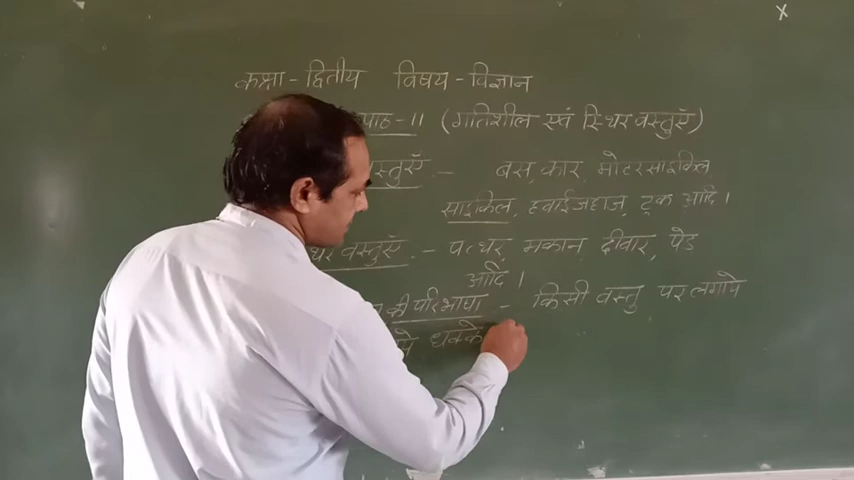 कक्षा - द्वितीय विषय - विज्ञान
पाठ - 11 (गतिशील एवं स्थिर वस्तुएँ)
वस्तुएँ - बस, कार, मोटरसाइकिल
साइकिल, हवाईजहाज, ट्रक आदि।
वस्तुएँ - पत्थर, मकान, दीवार, पेड
आदि।
की परिभाषा - किसी वस्तु पर लगाये
धक्के